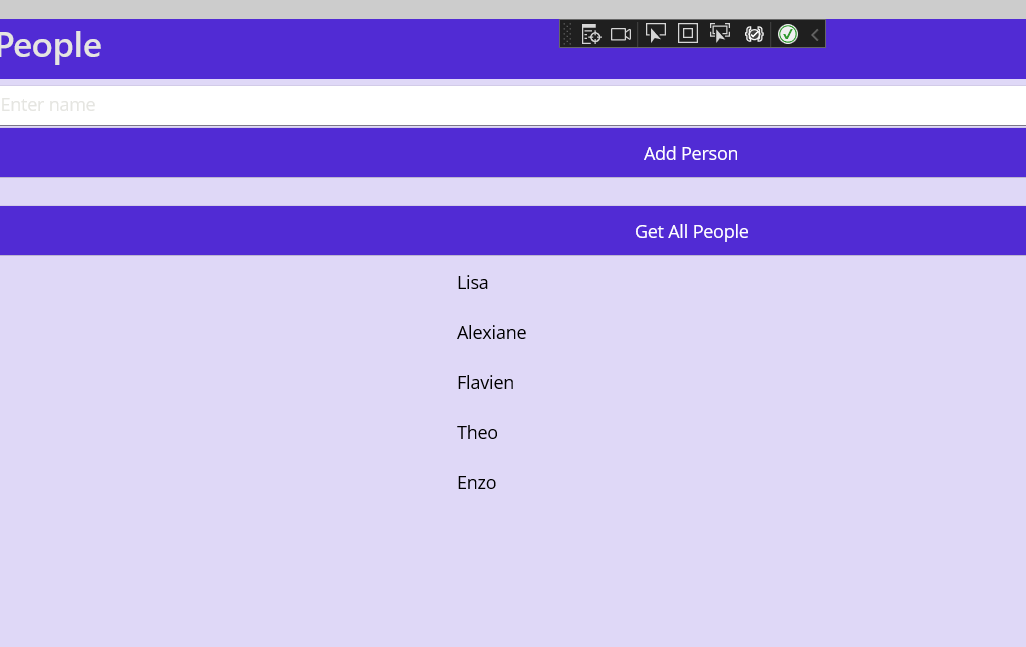 People
Enter name
Add Person
Get All People
Lisa
Alexiane
Flavien
Theo
Enzo